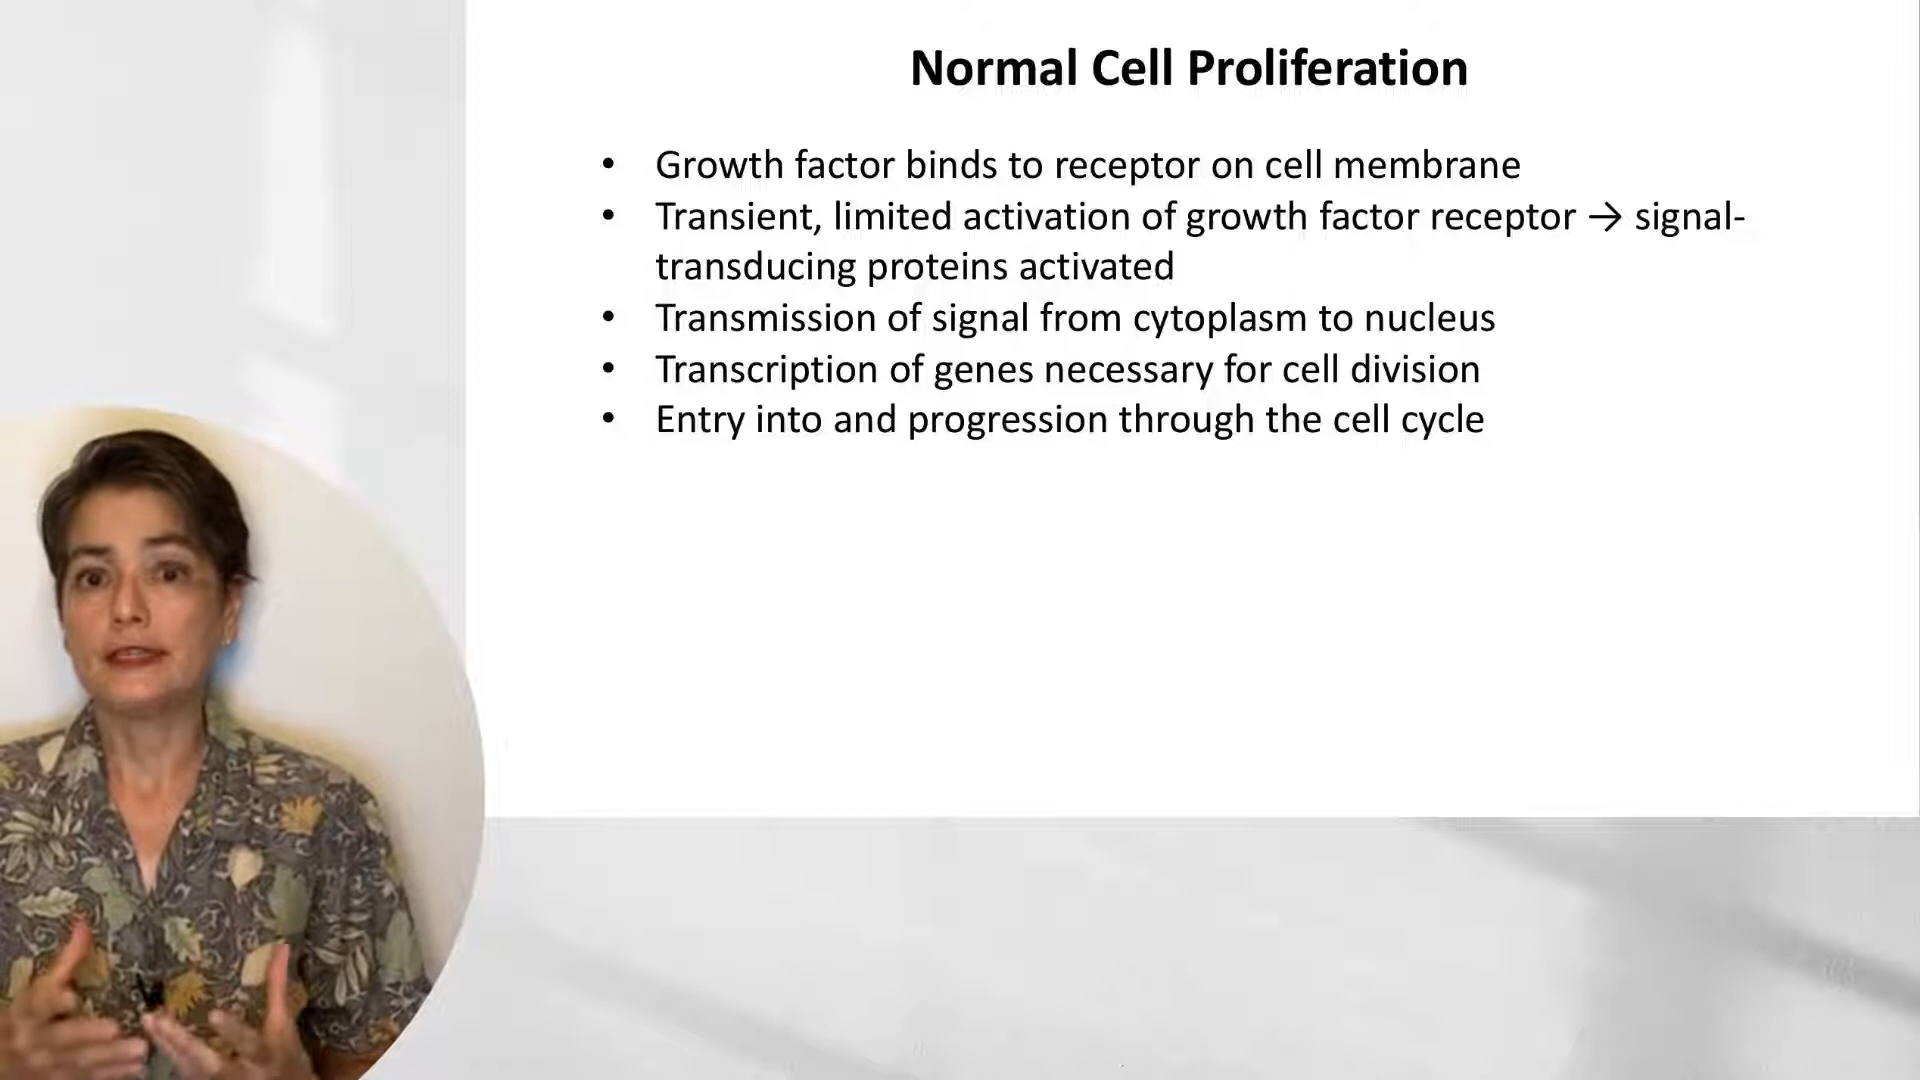 Normal Cell Proliferation
• Growth factor binds to receptor on cell membrane
• Transient, limited activation of growth factor receptor → signal-
transducing proteins activated
• Transmission of signal from cytoplasm to nucleus
• Transcription of genes necessary for cell division
• Entry into and progression through the cell cycle